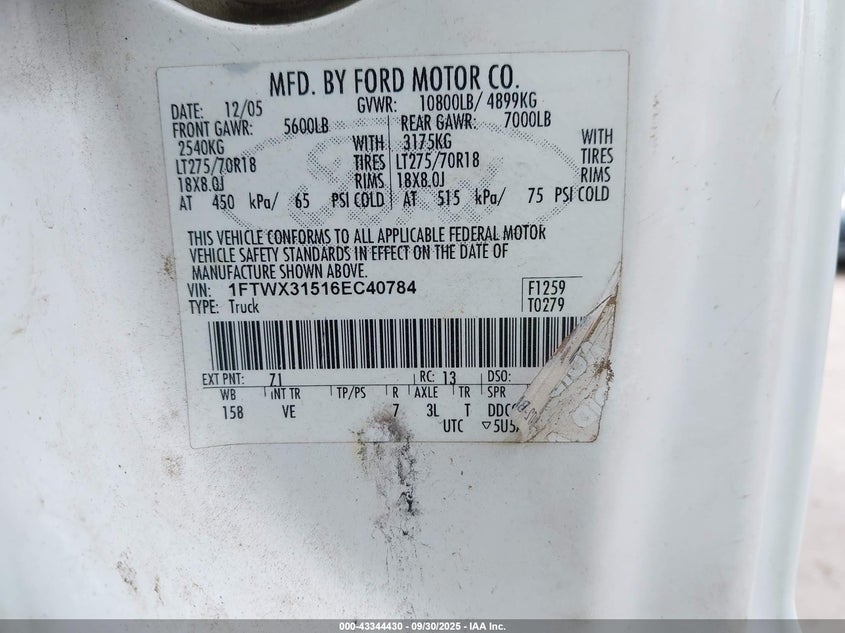 MFD. BY FORD MOTOR CO.
DATE: 12/05 GVWR: 10800LB/ 4899KG
FRONT GAWR: 5600LB REAR GAWR: 7000LB
2540KG WITH 3175KG WITH
LT275/70R18 TIRES LT275/70R18 TIRES
18X8.0J RIMS 18X8.0J RIMS
AT 450 kPa/ 65 PSI COLD AT 515 kPa/ 75 PSI COLD
THIS VEHICLE CONFORMS TO ALL APPLICABLE FEDERAL MOTOR
VEHICLE SAFETY STANDARDS IN EFFECT ON THE DATE OF
MANUFACTURE SHOWN ABOVE.
VIN: 1FTWX31516EC40784 F1259
TYPE: Truck T0279
EXT PNT: Z1 RC: 13 DSO:
WB INT TR TP/PS R AXLE TR SPR
158 VE 7 3L T
UTC
000-43344430 - 09/30/2025 - IAA Inc.